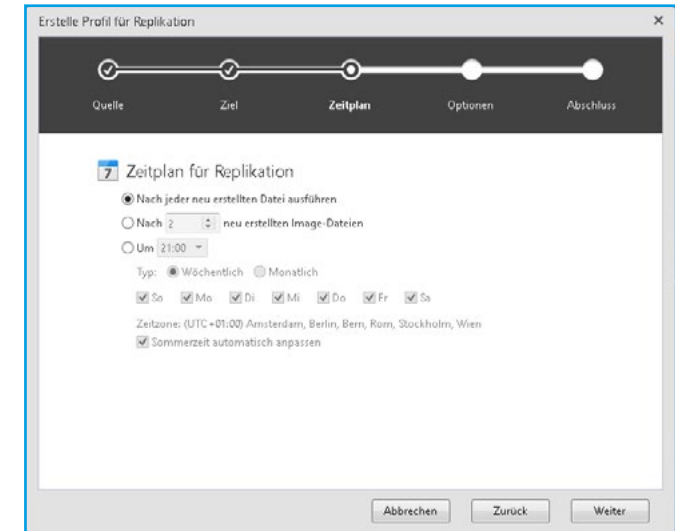 Erstelle Profil für Replikation
Quelle Ziel Zeitplan Optionen Abschluss
7 Zeitplan für Replikation
Nach jeder neu erstellten Datei ausführen
Nach 2 neu erstellten Image-Dateien
Um 21:00
Typ: Wöchentlich Monatlich
So Mo Di Mi Do Fr Sa
Zeitzone: (UTC+01:00) Amsterdam, Berlin, Bern, Rom, Stockholm, Wien
Sommerzeit automatisch anpassen
Abbrechen Zurück Weiter